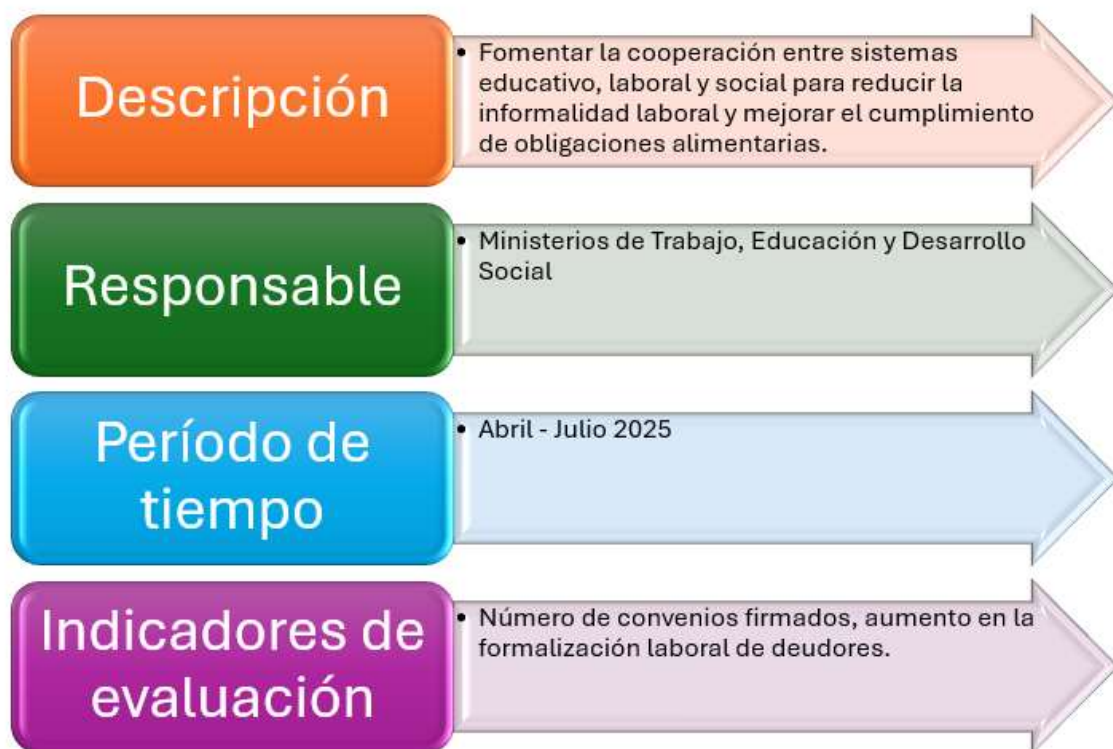 Descripción
• Fomentar la cooperación entre sistemas
educativo, laboral y social para reducir la
informalidad laboral y mejorar el cumplimiento
de obligaciones alimentarias.
Responsable
• Ministerios de Trabajo, Educación y Desarrollo
Social
Período de
tiempo
• Abril - Julio 2025
Indicadores de
evaluación
• Número de convenios firmados, aumento en la
formalización laboral de deudores.